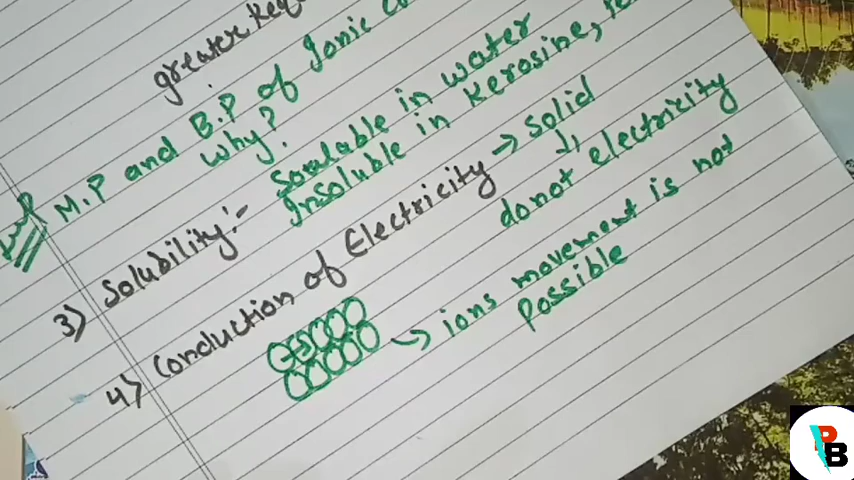 greater
M.P and B.P of Ionic
why?
3) Solubility:- Soulable in water
Insoluble in Kerosine,
4) Conduction of Electricity → Solid
↓
donot electricity
→ ions movement is not
Possible
PB